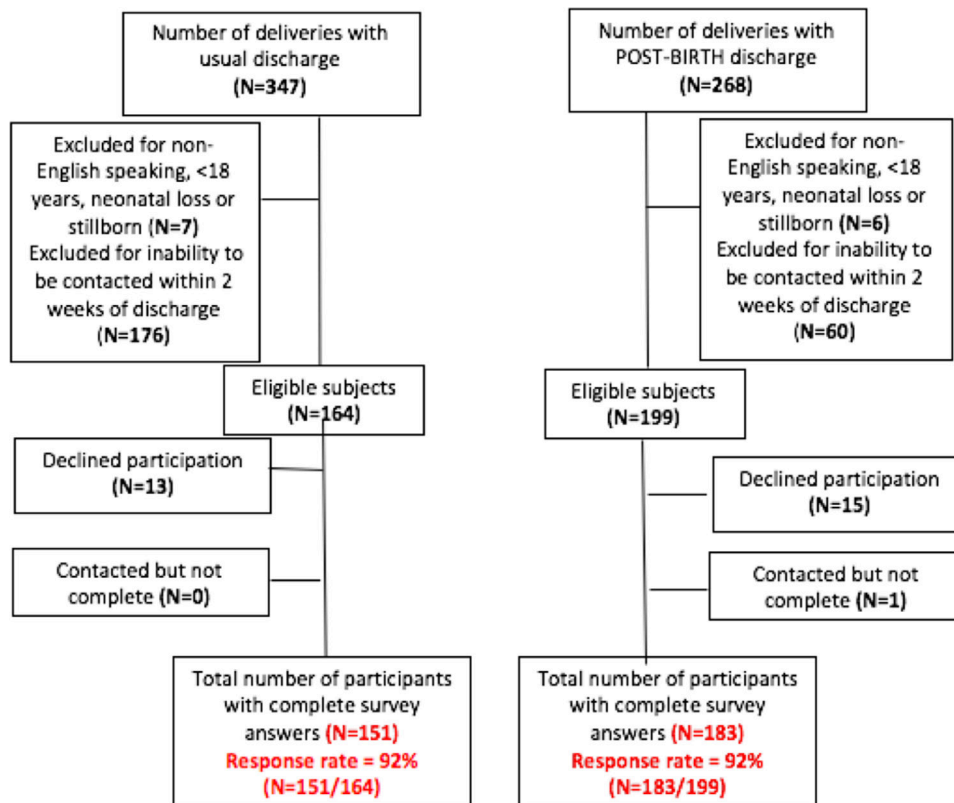 Number of deliveries with
usual discharge
(N=347)
Excluded for non-
English speaking, <18
years, neonatal loss or
stillborn (N=7)
Excluded for inability to
be contacted within 2
weeks of discharge
(N=176)
Eligible subjects
(N=164)
Declined participation
(N=13)
Contacted but not
complete (N=0)
Total number of participants
with complete survey
answers (N=151)
Response rate = 92%
(N=151/164)
Number of deliveries with
POST-BIRTH discharge
(N=268)
Excluded for non-
English speaking, <18
years, neonatal loss or
stillborn (N=6)
Excluded for inability to
be contacted within 2
weeks of discharge
(N=60)
Eligible subjects
(N=199)
Declined participation
(N=15)
Contacted but not
complete (N=1)
Total number of participants
with complete survey
answers (N=183)
Response rate = 92%
(N=183/199)